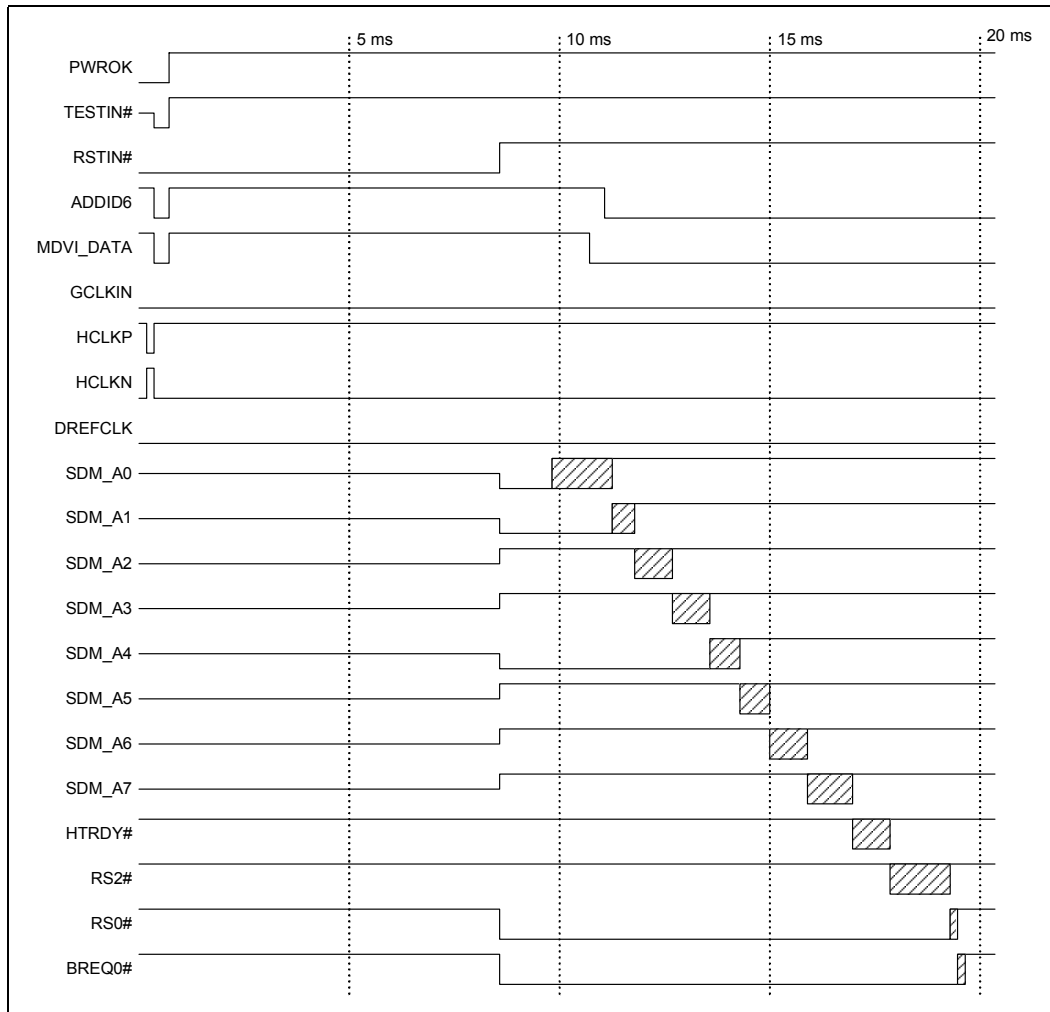 5 ms
10 ms
15 ms
20 ms
PWROK
TESTIN#
RSTIN#
ADDID6
MDVI_DATA
GCLKIN
HCLKP
HCLKN
DREFCLK
SDM_A0
SDM_A1
SDM_A2
SDM_A3
SDM_A4
SDM_A5
SDM_A6
SDM_A7
HTRDY#
RS2#
RS0#
BREQ0#